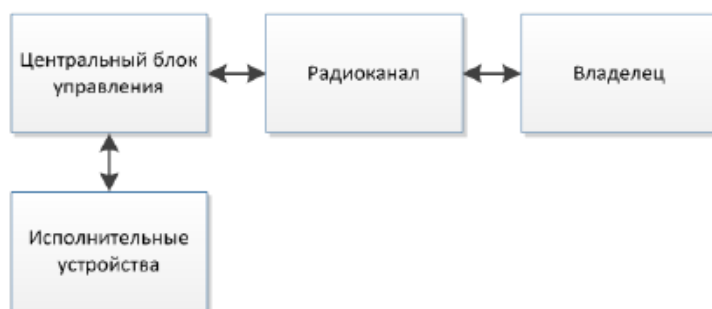 Центральный блок
управления
Радиоканал
Владелец
Исполнительные
устройства